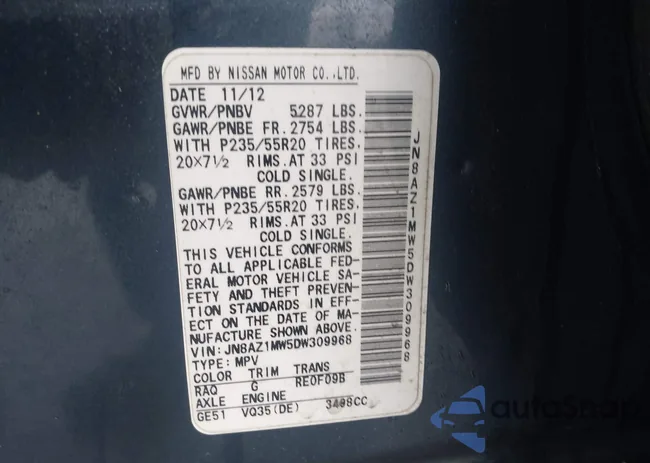 MFD BY NISSAN MOTOR CO.,LTD.
DATE 11/12
GVWR/PNBV 5287 LBS.
GAWR/PNBE FR. 2754 LBS.
WITH P235/55R20 TIRES.
20×7½ RIMS.AT 33 PSI
COLD SINGLE.
GAWR/PNBE RR. 2579 LBS.
WITH P235/55R20 TIRES.
20×7½ RIMS.AT 33 PSI
COLD SINGLE.
THIS VEHICLE CONFORMS
TO ALL APPLICABLE FED-
ERAL MOTOR VEHICLE SA-
FETY AND THEFT PREVEN-
TION STANDARDS IN EFF-
ECT ON THE DATE OF MA-
NUFACTURE SHOWN ABOVE.
VIN:JN8AZ1MW5DW309968
TYPE:MPV
COLOR TRIM TRANS
RAQ G RE0F09B
AXLE ENGINE
GE51 VQ35(DE) 3498CC
JN8AZ1MW5DW309968